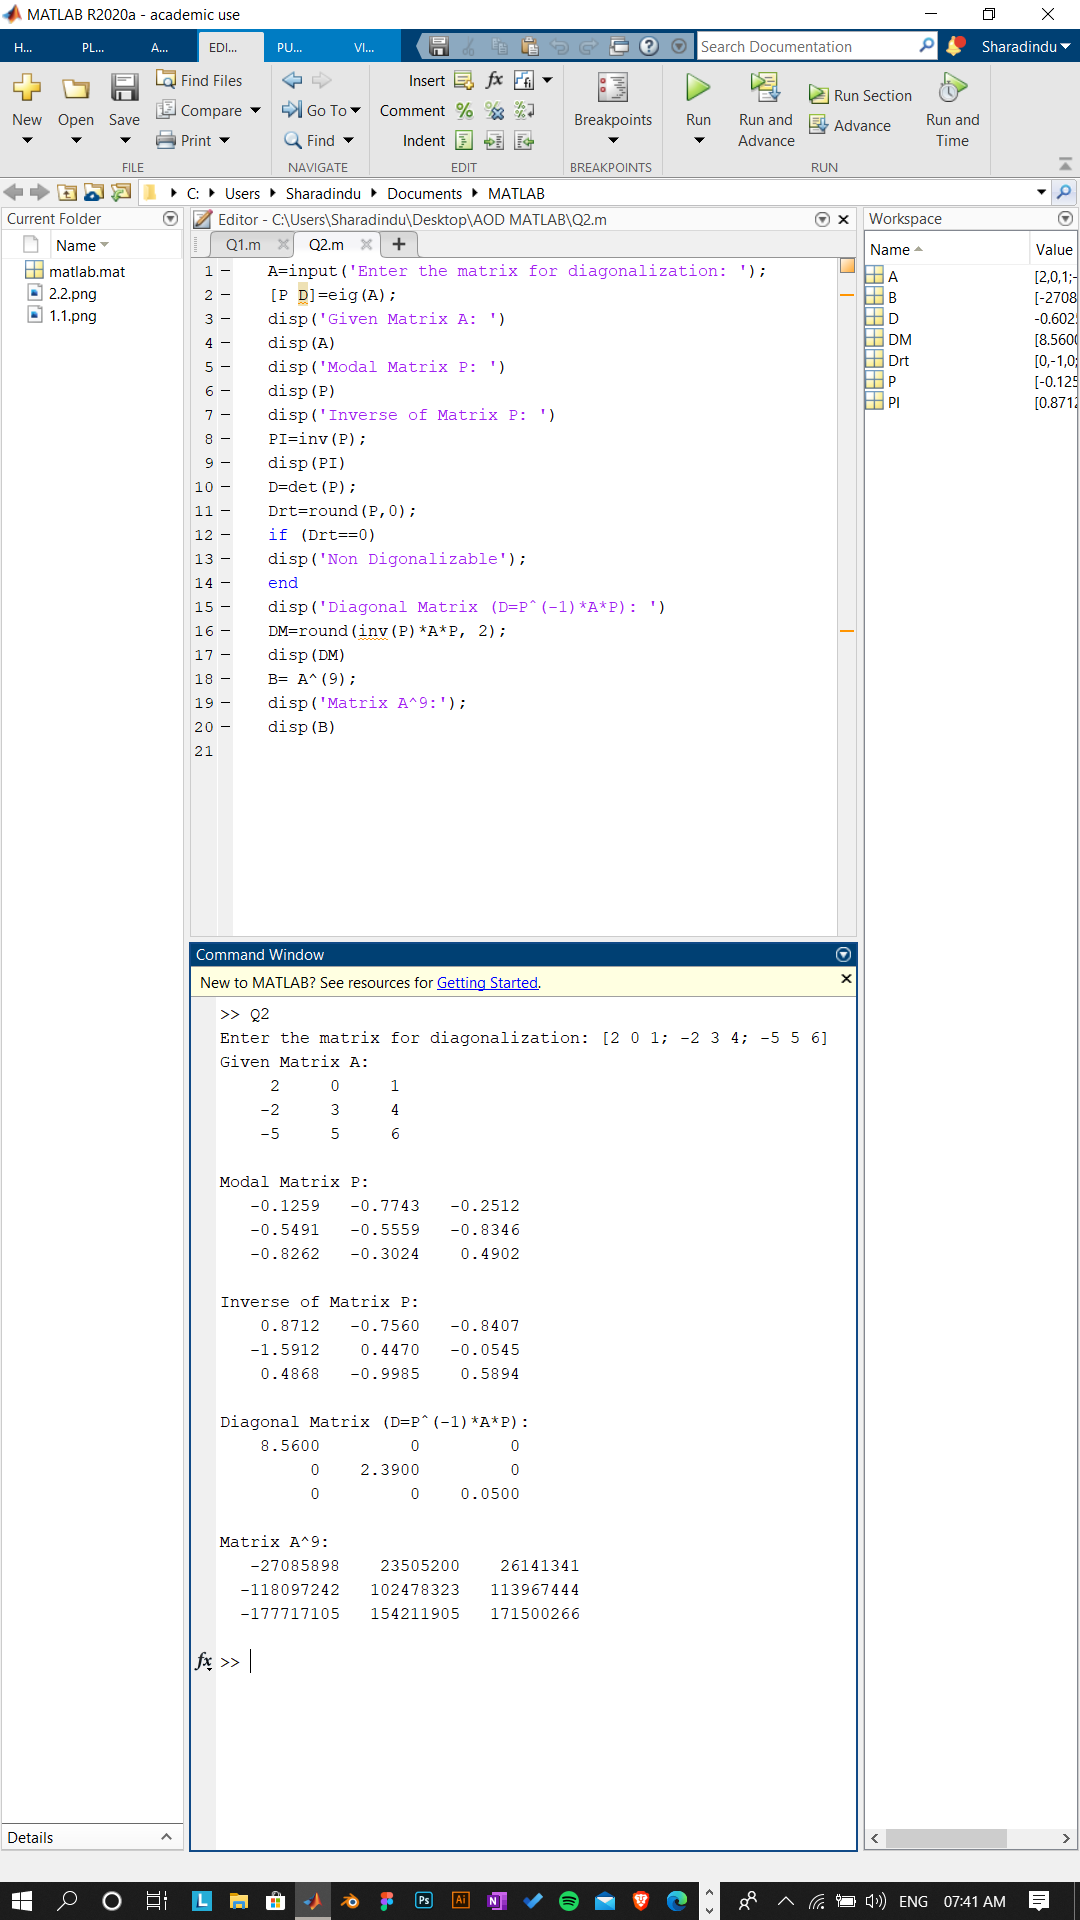 MATLAB R2020a - academic use
H... PL... A... EDI... PU... VI... Search Documentation Sharadindu
New Open Save Find Files Compare Print
FILE
Go To Find
NAVIGATE
Insert fx
Comment
Indent
EDIT
Breakpoints
BREAKPOINTS
Run Run and Advance Run Section Advance Run and Time
RUN
C: Users Sharadindu Documents MATLAB
Current Folder
Name
matlab.mat
2.2.png
1.1.png
Details
Editor - C:\Users\Sharadindu\Desktop\AOD MATLAB\Q2.m
Q1.m Q2.m +
1 - A=input('Enter the matrix for diagonalization: ');
2 - [P D]=eig(A);
3 - disp('Given Matrix A: ')
4 - disp(A)
5 - disp('Modal Matrix P: ')
6 - disp(P)
7 - disp('Inverse of Matrix P: ')
8 - PI=inv(P);
9 - disp(PI)
10 - D=det(P);
11 - Drt=round(P,0);
12 - if (Drt==0)
13 - disp('Non Digonalizable');
14 - end
15 - disp('Diagonal Matrix (D=P^(-1)*A*P): ')
16 - DM=round(inv(P)*A*P, 2);
17 - disp(DM)
18 - B= A^(9);
19 - disp('Matrix A^9:');
20 - disp(B)
21
Command Window
New to MATLAB? See resources for Getting Started.
>> Q2
Enter the matrix for diagonalization: [2 0 1; -2 3 4; -5 5 6]
Given Matrix A:
2 0 1
-2 3 4
-5 5 6
Modal Matrix P:
-0.1259 -0.7743 -0.2512
-0.5491 -0.5559 -0.8346
-0.8262 -0.3024 0.4902
Inverse of Matrix P:
0.8712 -0.7560 -0.8407
-1.5912 0.4470 -0.0545
0.4868 -0.9985 0.5894
Diagonal Matrix (D=P^(-1)*A*P):
8.5600 0 0
0 2.3900 0
0 0 0.0500
Matrix A^9:
-27085898 23505200 26141341
-118097242 102478323 113967444
-177717105 154211905 171500266
fx >>
Workspace
Name Value
A [2,0,1;-
B [-2708
D -0.602
DM [8.560
Drt [0,-1,0;
P [-0.125
PI [0.871
L Ps Ai N ENG 07:41 AM